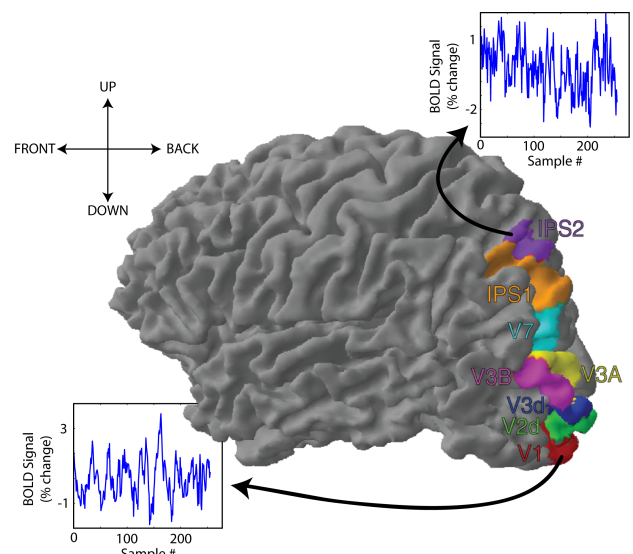 1
-2
BOLD Signal
(% change)
0
100
200
Sample #
UP
FRONT
BACK
DOWN
IPS2
IPS1
V7
V3B
V3A
V3d
V2d
V1
3
-1
BOLD Signal
(% change)
0
100
200
Sample #